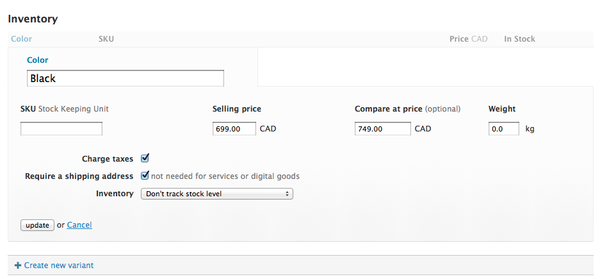 Inventory
Color SKU Price CAD In Stock
Color
Black
SKU Stock Keeping Unit Selling price Compare at price (optional) Weight
699.00 CAD 749.00 CAD 0.0 kg
Charge taxes
Require a shipping address not needed for services or digital goods
Inventory Don't track stock level
update or Cancel
+ Create new variant